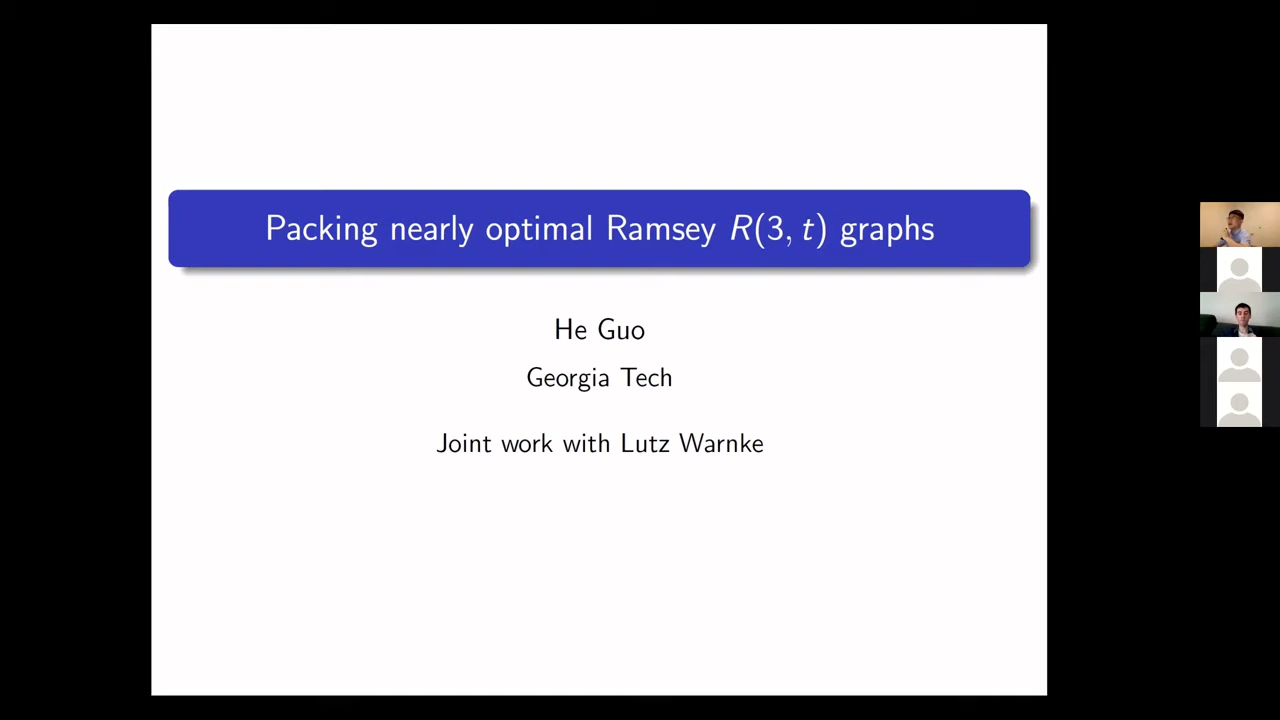 Packing nearly optimal Ramsey R(3, t) graphs
He Guo
Georgia Tech
Joint work with Lutz Warnke